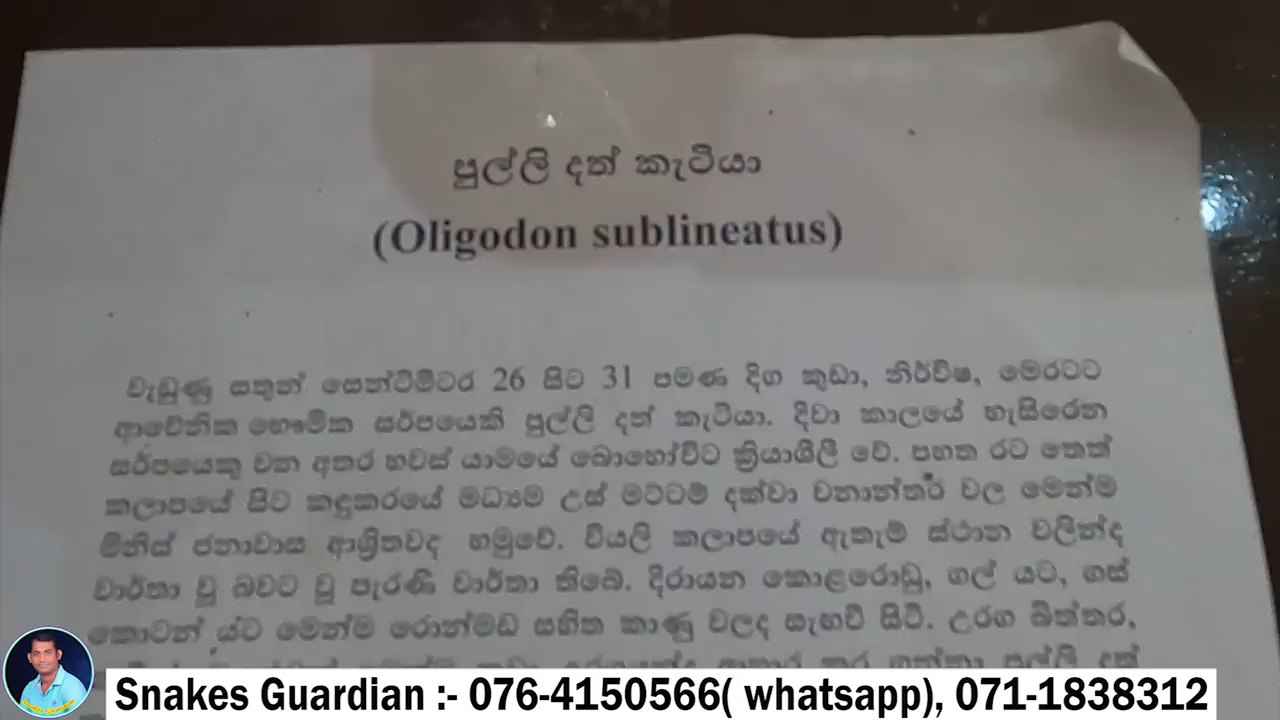 පුල්ලි දත් කැටියා
(Oligodon sublineatus)
වැඩුණු සතුන් සෙන්ටිමීටර 26 සිට 31 පමණ දිග කුඩා, නිර්විෂ, මෙරටට
ආවේනික භෞමික සර්පයෙකි පුල්ලි දත් කැටියා. දිවා කාලයේ හැසිරෙන
සර්පයෙකු වන අතර හවස් යාමයේ බොහෝවිට ක්‍රියාශීලී වේ. පහත රට තෙත්
කලාපයේ සිට කඳුකරයේ මධ්‍යම උස් මට්ටම් දක්වා වනාන්තර වල මෙන්ම
මිනිස් ජනාවාස ආශ්‍රිතවද හමුවේ. වියලි කලාපයේ ඇතැම් ස්ථාන වලින්ද
වාර්තා වූ බවට වූ පැරණි වාර්තා තිබේ. දිරායන කොළරොඩු, ගල් යට, ගස්
කොටන් යට මෙන්ම රොන්මඩ සහිත කාණු වලද සැඟවී සිටී. උරග බිත්තර,
පුල්ලි දත්
Snakes Guardian :- 076-4150566( whatsapp), 071-1838312